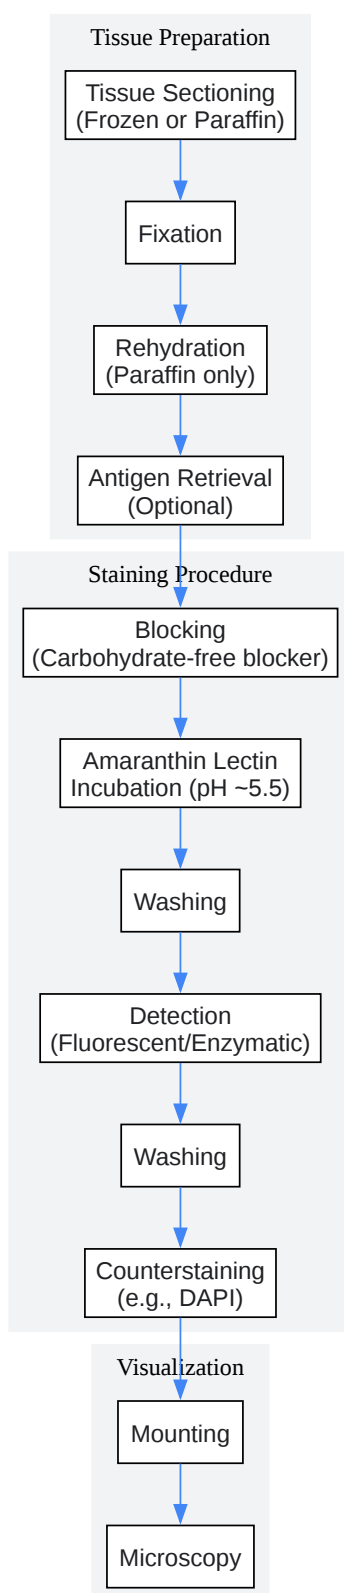 Tissue Preparation
Tissue Sectioning
(Frozen or Paraffin)
Fixation
Rehydration
(Paraffin only)
Antigen Retrieval
(Optional)
Staining Procedure
Blocking
(Carbohydrate-free blocker)
Amaranthin Lectin
Incubation (pH ~5.5)
Washing
Detection
(Fluorescent/Enzymatic)
Washing
Counterstaining
(e.g., DAPI)
Visualization
Mounting
Microscopy